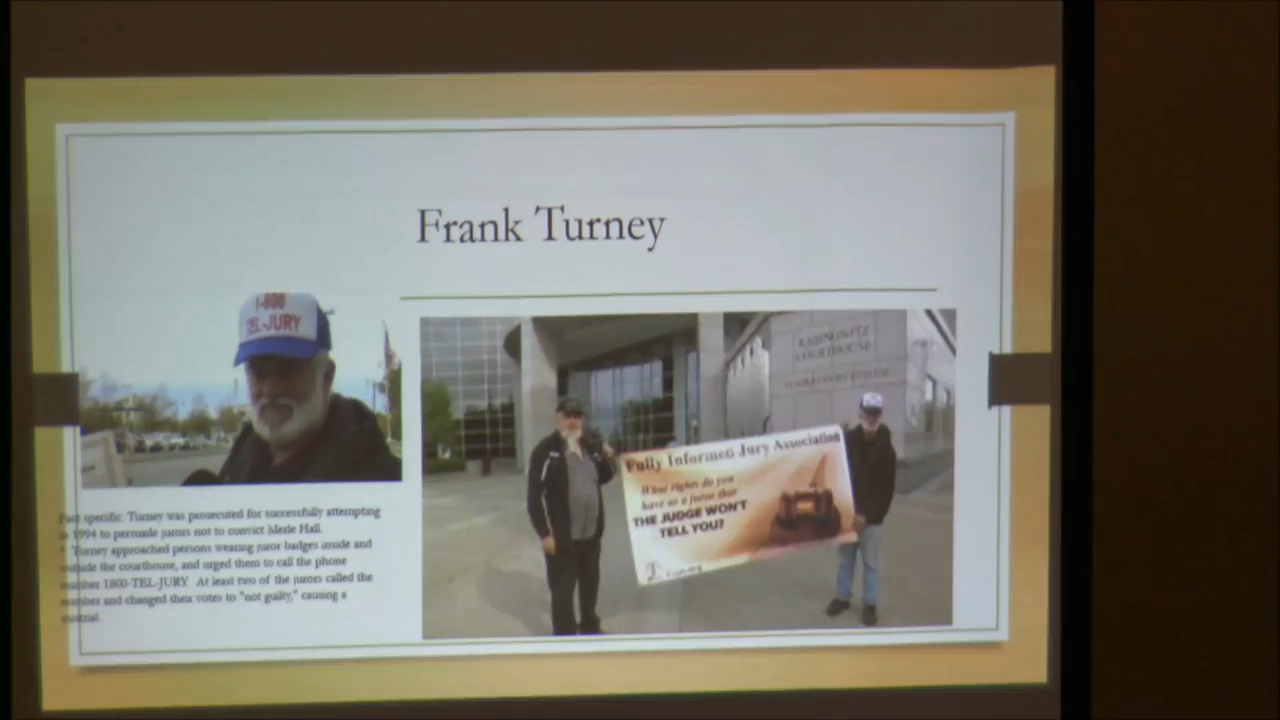 Frank Turney
1-800
TEL-JURY
RABINOWITZ
COURTHOUSE
Fully Informed Jury Association
What rights do you
have as a juror that
THE JUDGE WON'T
TELL YOU?
Fact specific: Turney was prosecuted for successfully attempting
in 1994 to persuade jurors not to convict Merle Hall.
• Turney approached persons wearing juror badges inside and
outside the courthouse, and urged them to call the phone
number 1800-TEL-JURY. At least two of the jurors called the
number and changed their votes to "not guilty," causing a
mistrial.